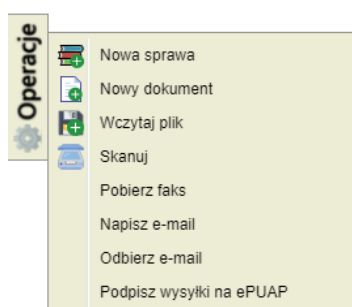 Operacje
Nowa sprawa
Nowy dokument
Wczytaj plik
Skanuj
Pobierz faks
Napisz e-mail
Odbierz e-mail
Podpisz wysyłki na ePUAP